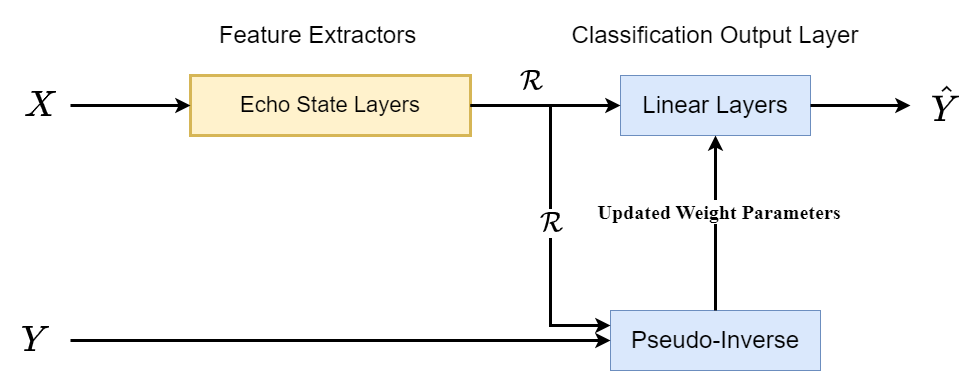 Feature Extractors
Classification Output Layer
X
Echo State Layers
ℛ
Linear Layers
Ŷ
ℛ
Updated Weight Parameters
Y
Pseudo-Inverse